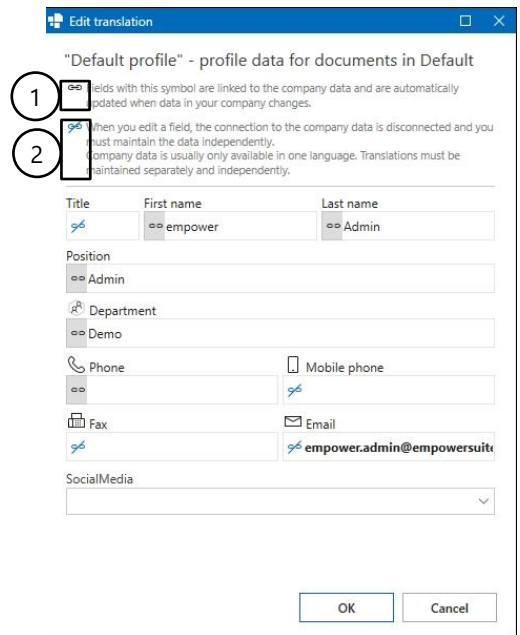 Edit translation
"Default profile" - profile data for documents in Default
1
Fields with this symbol are linked to the company data and are automatically
updated when data in your company changes.
2
When you edit a field, the connection to the company data is disconnected and you
must maintain the data independently.
Company data is usually only available in one language. Translations must be
maintained separately and independently.
Title First name Last name
empower Admin
Position
Admin
Department
Demo
Phone Mobile phone
Fax Email
empower.admin@empowersuite
SocialMedia
OK Cancel